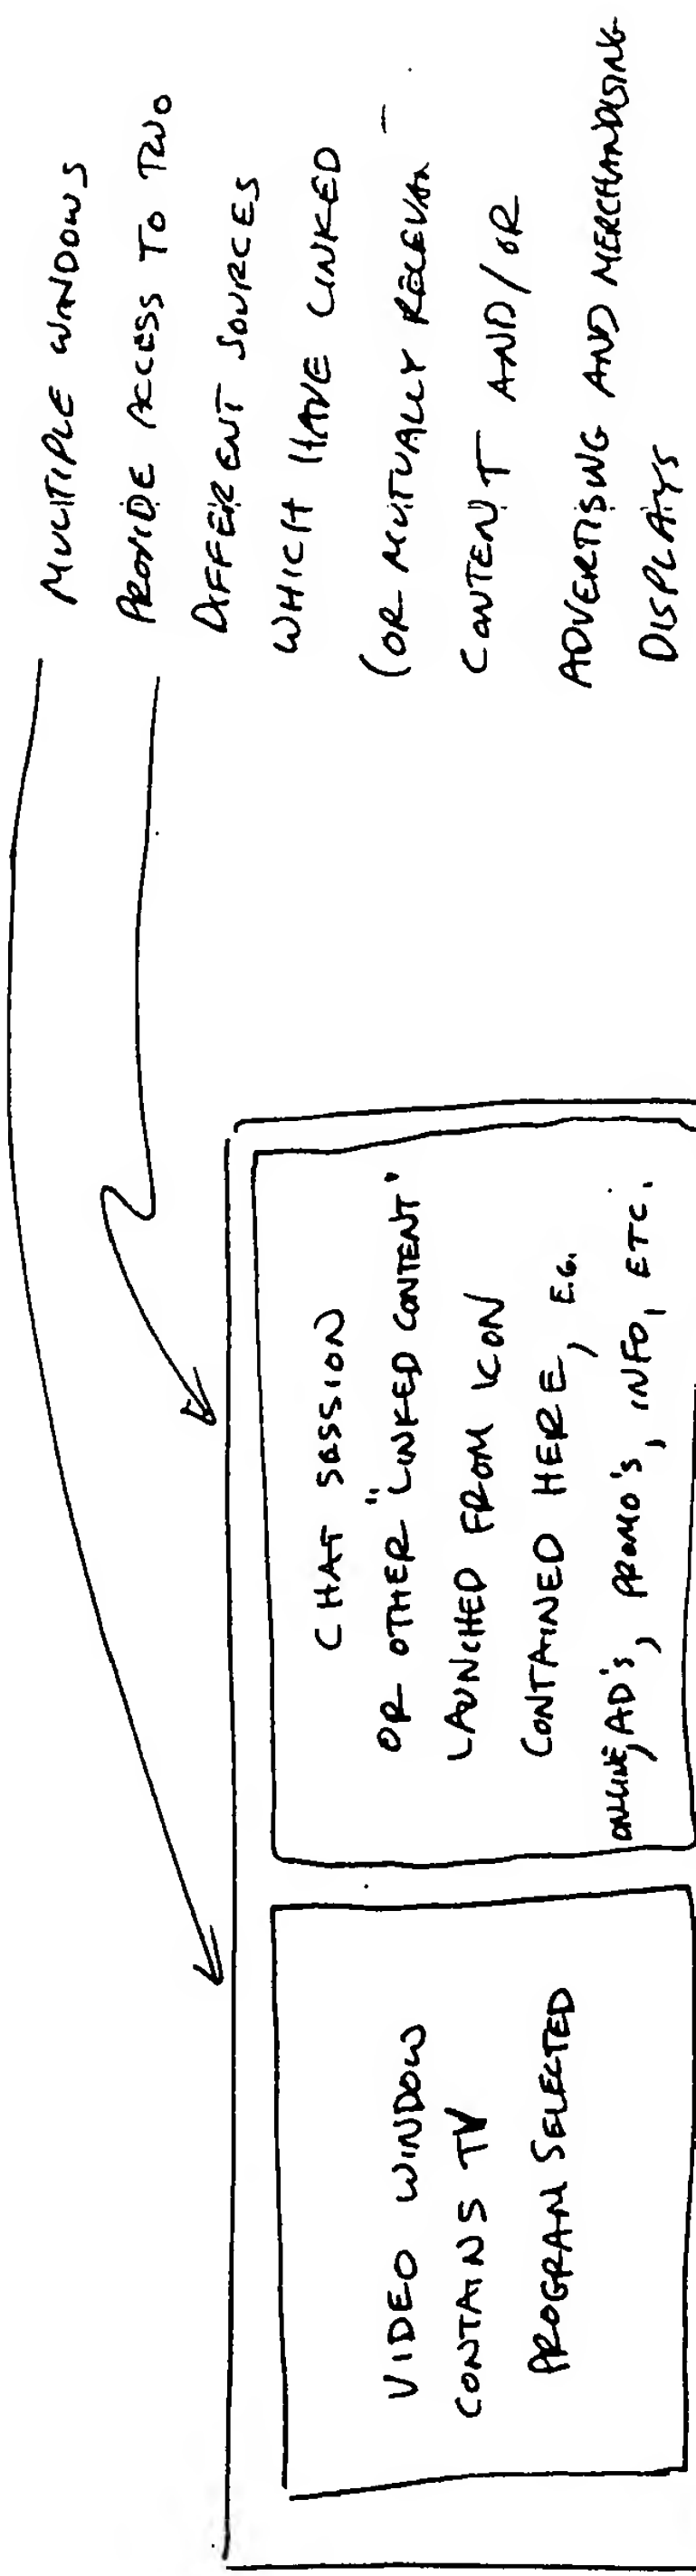 MULTIPLE WINDOWS
PROVIDE ACCESS TO TWO
DIFFERENT SOURCES
WHICH HAVE LINKED
(OR MUTUALLY RELEVAN
CONTENT AND/OR
ADVERTISING AND MERCHANDISING
DISPLAYS
VIDEO WINDOW
CONTAINS TV
PROGRAM SELECTED
CHAT SESSION
OR OTHER "LINKED CONTENT"
LAUNCHED FROM ICON
CONTAINED HERE, E.G.
ONLINE, AD'S, PROMO'S, INFO, ETC.